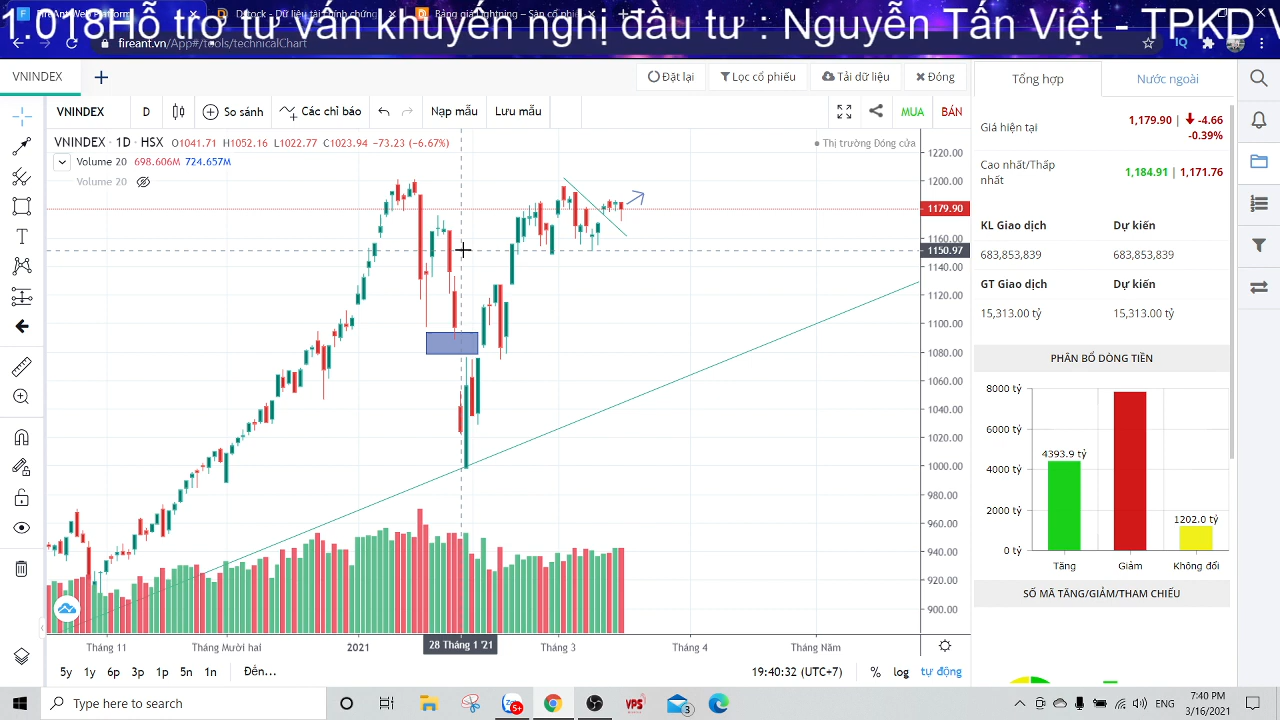 1.018Hỗ trợ tư vấn khuyến nghị đầu tư : Nguyễn Tấn Việt - TPKD V
fireant.vn/App#/tools/technicalChart
IQ
VNINDEX
Đặt lại
Lọc cổ phiếu
Tải dữ liệu
Đóng
Tổng hợp
Nước ngoài
VNINDEX
D
So sánh
Các chỉ báo
Nạp mẫu
Lưu mẫu
MUA
BÁN
VNINDEX · 1D · HSX O1041.71 H1052.16 L1022.77 C1023.94 -73.23 (-6.67%)
Thị trường Đóng cửa
Volume 20 698.606M 724.657M
Volume 20
1220.00
1200.00
1179.90
1160.00
1150.97
1140.00
1120.00
1100.00
1080.00
1060.00
1040.00
1020.00
1000.00
980.00
960.00
940.00
920.00
900.00
Tháng 11
Tháng Mười hai
2021
28 Tháng 1 '21
Tháng 3
Tháng 4
Tháng Năm
5y 1y 6p 3p 1p 5n 1n Đến...
19:40:32 (UTC+7)
% log tự động
Giá hiện tại 1,179.90 | -4.66
-0.39%
Cao nhất/Thấp nhất 1,184.91 | 1,171.76
KL Giao dịch Dự kiến
683,853,839 683,853,839
GT Giao dịch Dự kiến
15,313.00 tỷ 15,313.00 tỷ
PHÂN BỔ DÒNG TIỀN
8000 tỷ
6000 tỷ
4000 tỷ
2000 tỷ
0 tỷ
4393.9 tỷ
1202.0 tỷ
Tăng Giảm Không đổi
SỐ MÃ TĂNG/GIẢM/THAM CHIẾU
Type here to search
5+
VPS
3
ENG
7:40 PM
3/16/2021